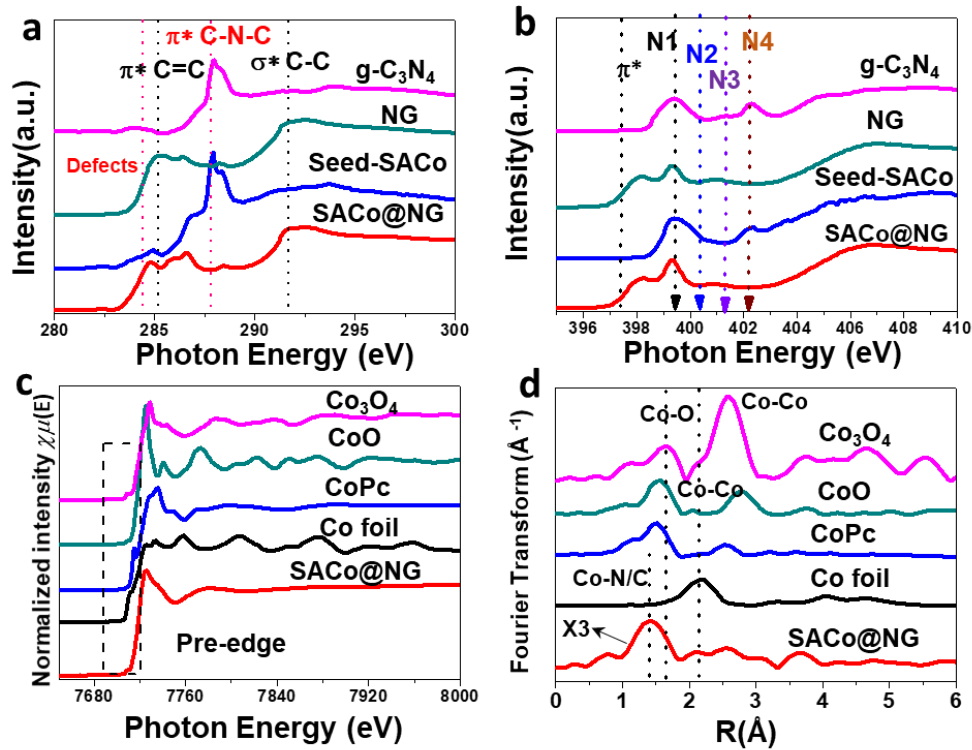 a
π* C-N-C
π* C=C
σ* C-C
g-C₃N₄
NG
Defects
Seed-SACo
SACo@NG
Intensity(a.u.)
280 285 290 295 300
Photon Energy (eV)
b
N1
N2
N3
N4
π*
g-C₃N₄
NG
Seed-SACo
SACo@NG
Intensity(a.u.)
396 398 400 402 404 406 408 410
Photon Energy (eV)
c
Co₃O₄
CoO
CoPc
Co foil
SACo@NG
Pre-edge
Normalized intensity χμ(E)
7680 7760 7840 7920 8000
Photon Energy (eV)
d
Co-O
Co-Co
Co₃O₄
Co-Co
CoO
CoPc
Co-N/C
Co foil
X3
SACo@NG
Fourier Transform (Å⁻¹)
0 1 2 3 4 5 6
R(Å)